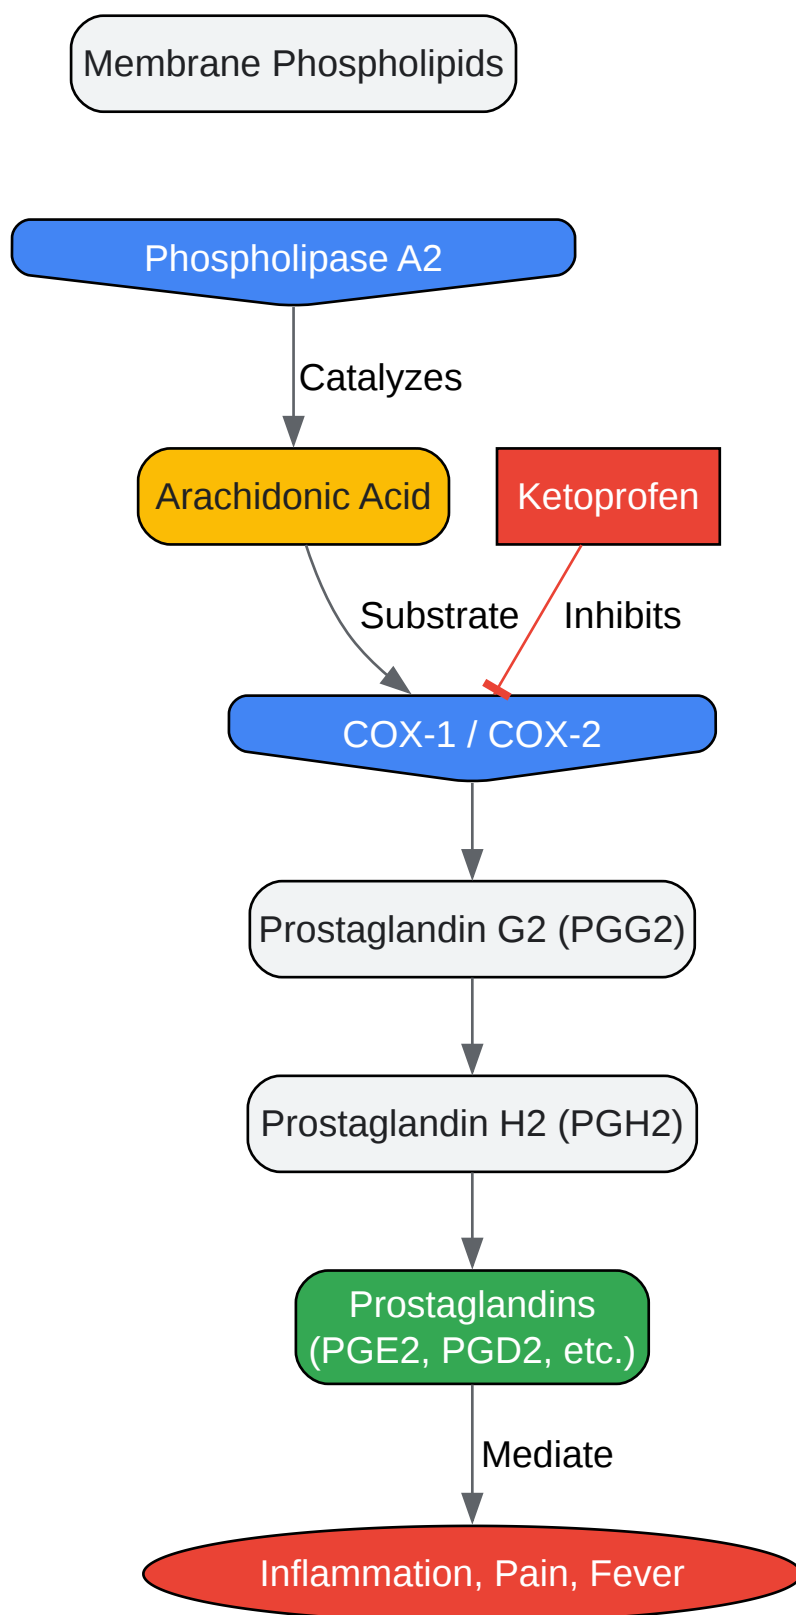 Membrane Phospholipids
Phospholipase A2
Catalyzes
Arachidonic Acid
Ketoprofen
Substrate
Inhibits
COX-1 / COX-2
Prostaglandin G2 (PGG2)
Prostaglandin H2 (PGH2)
Prostaglandins
(PGE2, PGD2, etc.)
Mediate
Inflammation, Pain, Fever